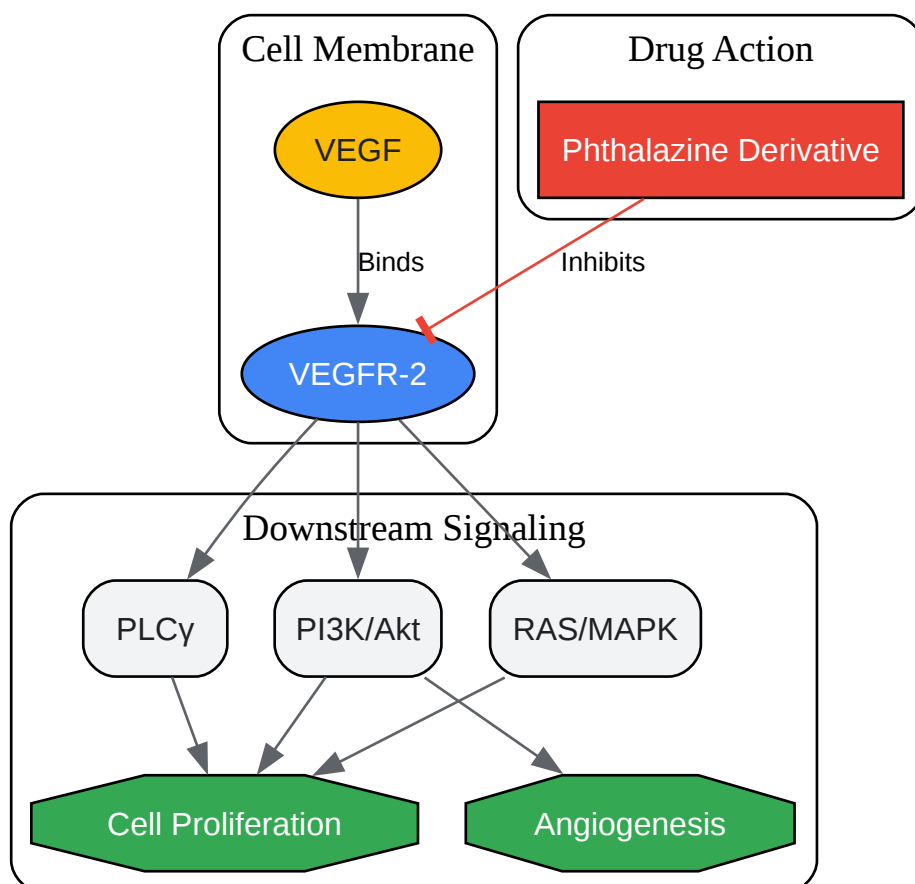 Cell Membrane
Drug Action
VEGF
Phthalazine Derivative
Binds
Inhibits
VEGFR-2
Downstream Signaling
PLCγ
PI3K/Akt
RAS/MAPK
Cell Proliferation
Angiogenesis